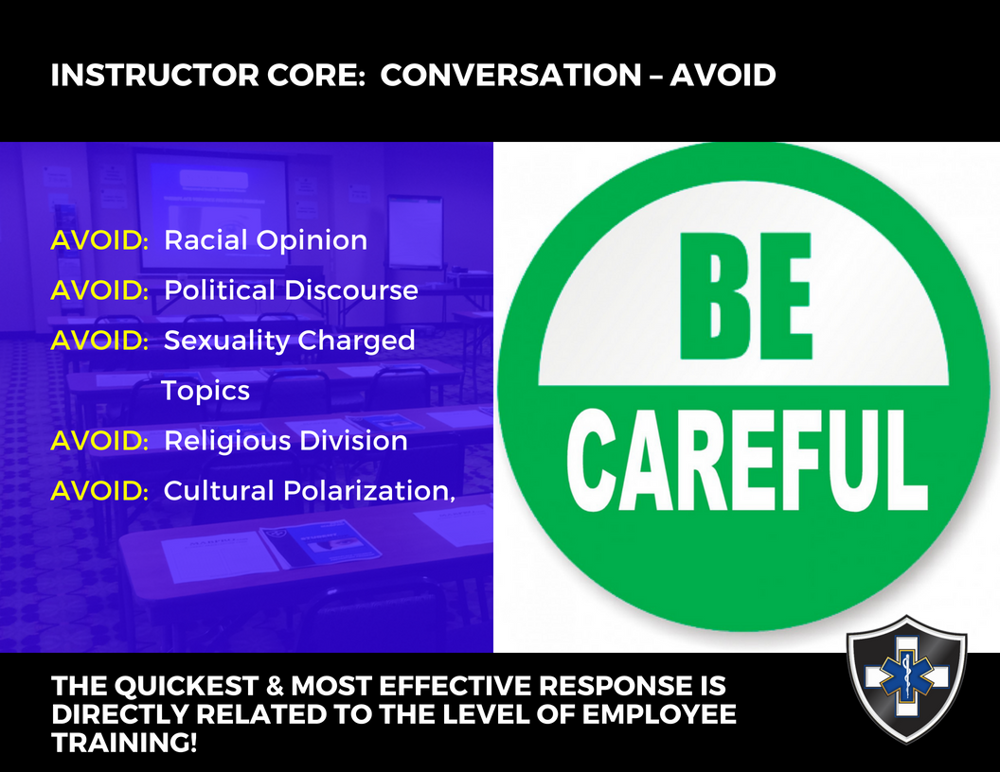 INSTRUCTOR CORE:  CONVERSATION – AVOID
AVOID:  Racial Opinion
AVOID:  Political Discourse
AVOID:  Sexuality Charged
Topics
AVOID:  Religious Division
AVOID:  Cultural Polarization,
BE
CAREFUL
THE QUICKEST & MOST EFFECTIVE RESPONSE IS
DIRECTLY RELATED TO THE LEVEL OF EMPLOYEE
TRAINING!